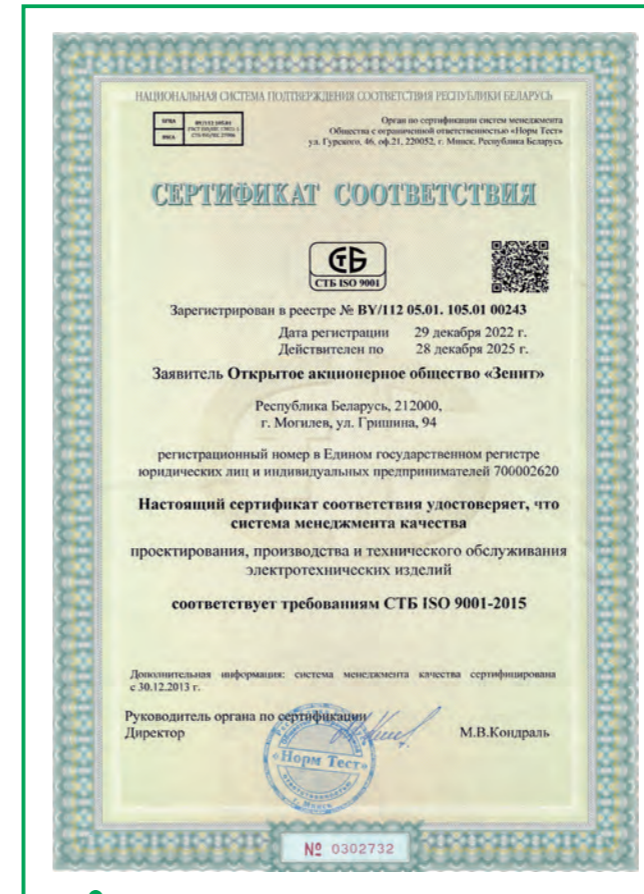 НАЦИОНАЛЬНАЯ СИСТЕМА ПОДТВЕРЖДЕНИЯ СООТВЕТСТВИЯ РЕСПУБЛИКИ БЕЛАРУСЬ
Орган по сертификации систем менеджмента
Общества с ограниченной ответственностью «Норм Тест»
ул. Гурского, 46, оф.21, 220052, г. Минск, Республика Беларусь
СЕРТИФИКАТ СООТВЕТСТВИЯ
СТБ
СТБ ISO 9001
Зарегистрирован в реестре № BY/112 05.01. 105.01 00243
Дата регистрации 29 декабря 2022 г.
Действителен по 28 декабря 2025 г.
Заявитель Открытое акционерное общество «Зенит»
Республика Беларусь, 212000,
г. Могилев, ул. Гришина, 94
регистрационный номер в Едином государственном регистре
юридических лиц и индивидуальных предпринимателей 700002620
Настоящий сертификат соответствия удостоверяет, что
система менеджмента качества
проектирования, производства и технического обслуживания
электротехнических изделий
соответствует требованиям СТБ ISO 9001-2015
Дополнительная информация: система менеджмента качества сертифицирована
с 30.12.2013 г.
Руководитель органа по сертификации
Директор М.В.Кондраль
«Норм Тест»
г. Минск
№ 0302732